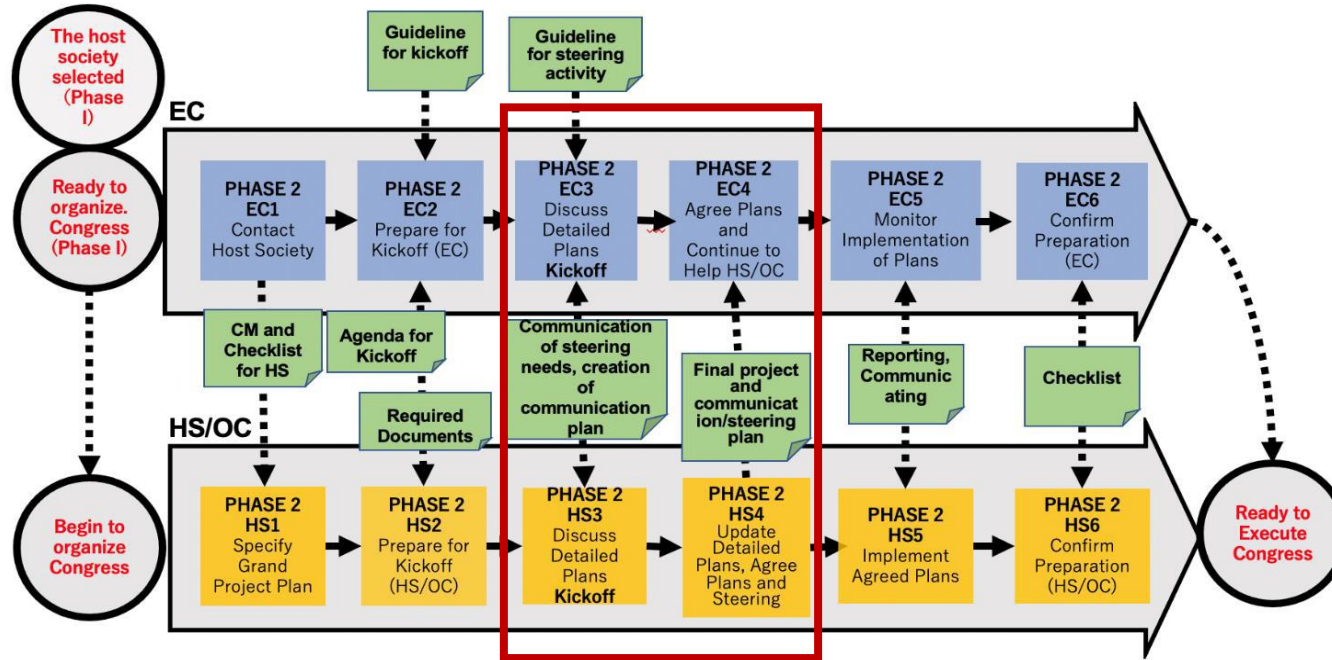 The host
society
selected
(Phase
I)
Guideline
for kickoff
Guideline
for steering
activity
EC
Ready to
organize.
Congress
(Phase I)
PHASE 2
EC1
Contact
Host Society
PHASE 2
EC2
Prepare for
Kickoff (EC)
PHASE 2
EC3
Discuss
Detailed
Plans
Kickoff
PHASE 2
EC4
Agree Plans
and
Continue to
Help HS/OC
PHASE 2
EC5
Monitor
Implementation
of Plans
PHASE 2
EC6
Confirm
Preparation
(EC)
CM and
Checklist
for HS
Agenda for
Kickoff
Required
Documents
Communication
of steering
needs, creation
of
communication
plan
Final project
and
communicat
ion/steering
plan
Reporting,
Communic
ating
Checklist
HS/OC
Begin to
organize
Congress
PHASE 2
HS1
Specify
Grand
Project Plan
PHASE 2
HS2
Prepare for
Kickoff
(HS/OC)
PHASE 2
HS3
Discuss
Detailed
Plans
Kickoff
PHASE 2
HS4
Update
Detailed
Plans, Agree
Plans and
Steering
PHASE 2
HS5
Implement
Agreed Plans
PHASE 2
HS6
Confirm
Preparation
(HS/OC)
Ready to
Execute
Congress